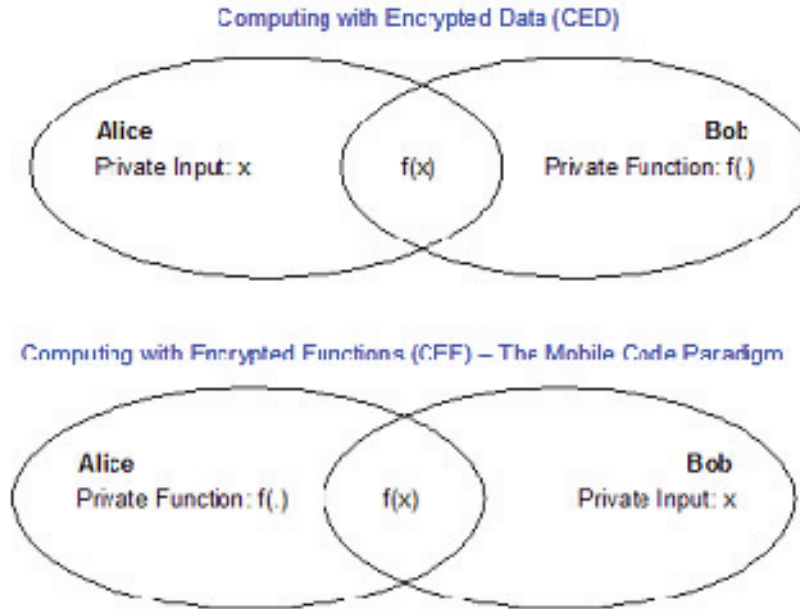 Computing with Encrypted Data (CED)
Alice
Bob
Private Input: x
f(x)
Private Function: f(.)
Computing with Encrypted Functions (CEF) – The Mobile Code Paradigm
Alice
Bob
Private Function: f(.)
f(x)
Private Input: x